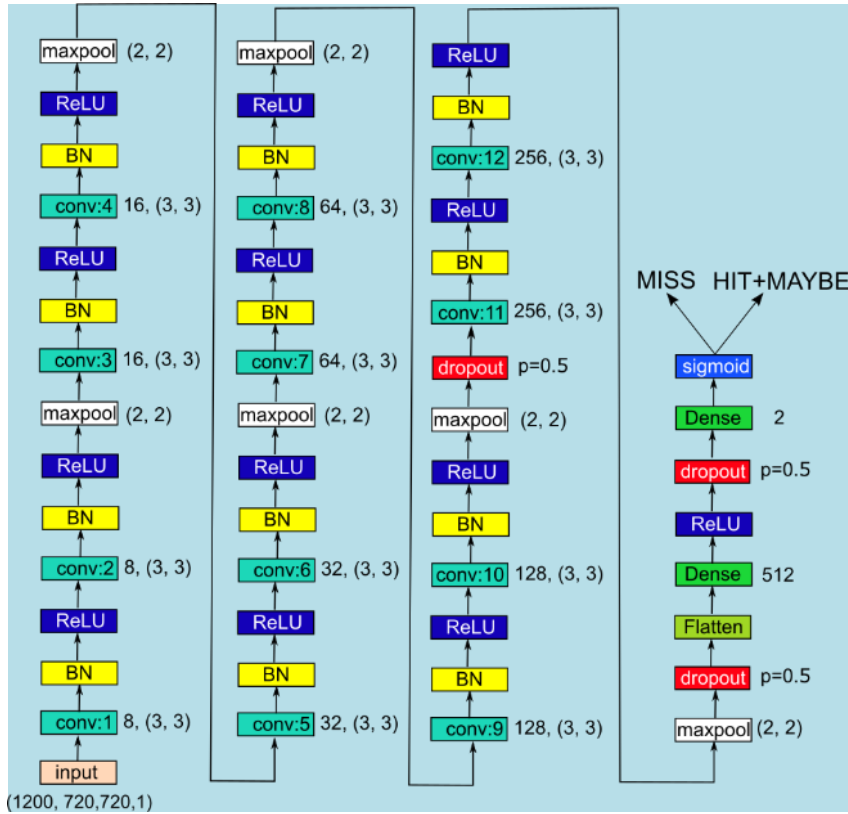 maxpool (2, 2)
ReLU
BN
conv:4 16, (3, 3)
ReLU
BN
conv:3 16, (3, 3)
maxpool (2, 2)
ReLU
BN
conv:2 8, (3, 3)
ReLU
BN
conv:1 8, (3, 3)
input
(1200, 720,720,1)
maxpool (2, 2)
ReLU
BN
conv:8 64, (3, 3)
ReLU
BN
conv:7 64, (3, 3)
maxpool (2, 2)
ReLU
BN
conv:6 32, (3, 3)
ReLU
BN
conv:5 32, (3, 3)
ReLU
BN
conv:12 256, (3, 3)
ReLU
BN
conv:11 256, (3, 3)
dropout p=0.5
maxpool (2, 2)
ReLU
BN
conv:10 128, (3, 3)
ReLU
BN
conv:9 128, (3, 3)
MISS HIT+MAYBE
sigmoid
Dense 2
dropout p=0.5
ReLU
Dense 512
Flatten
dropout p=0.5
maxpool (2, 2)